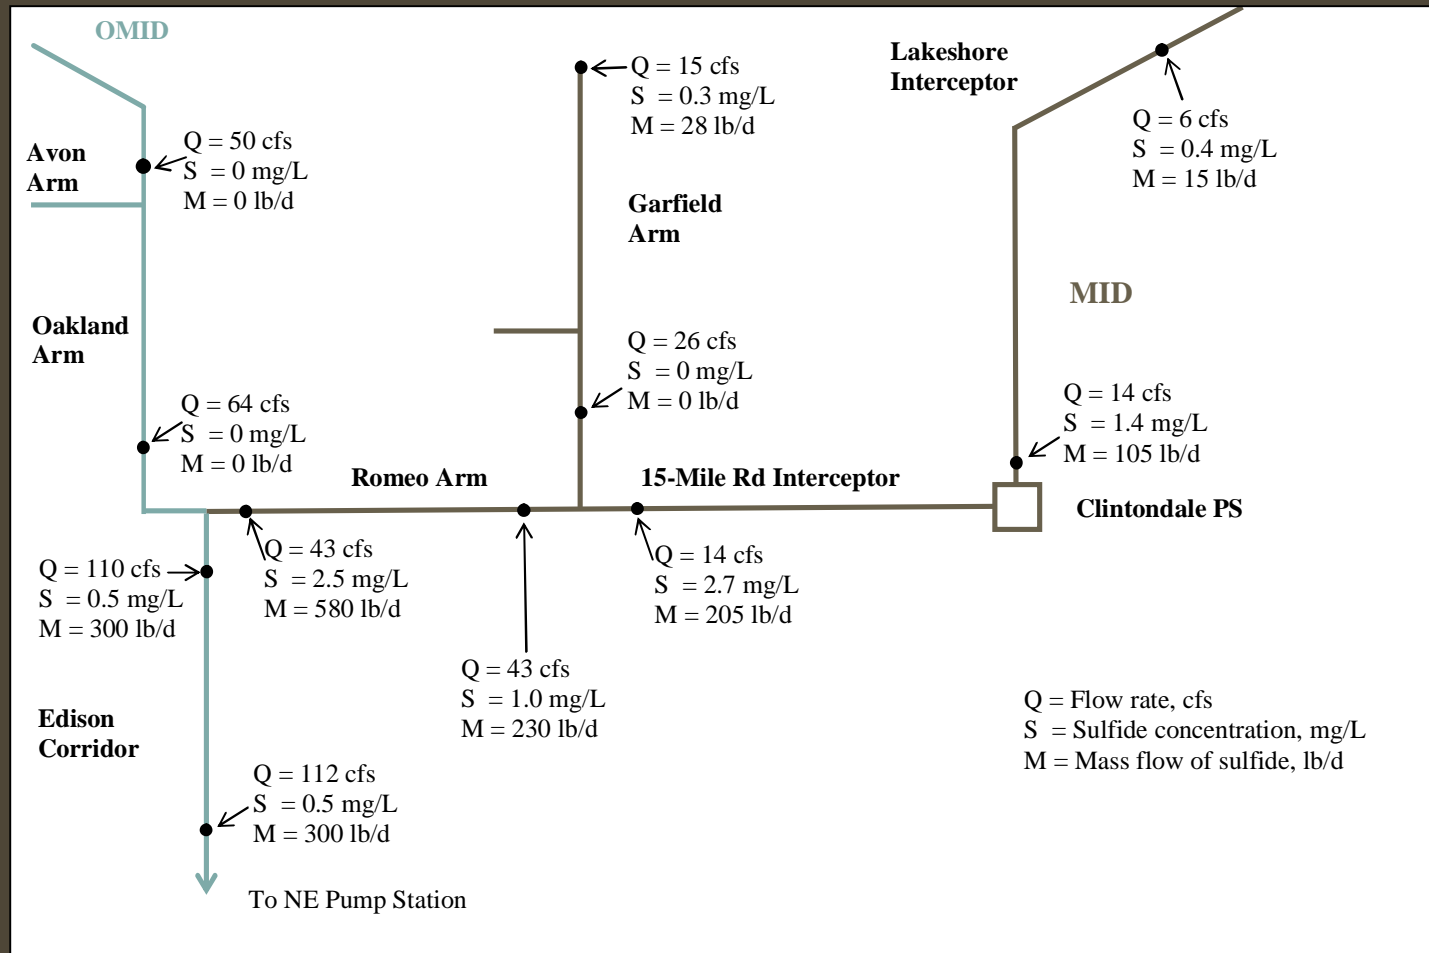 OMID
Avon
Arm
Q = 50 cfs
S = 0 mg/L
M = 0 lb/d
Oakland
Arm
Q = 64 cfs
S = 0 mg/L
M = 0 lb/d
Q = 15 cfs
S = 0.3 mg/L
M = 28 lb/d
Garfield
Arm
Q = 26 cfs
S = 0 mg/L
M = 0 lb/d
Lakeshore
Interceptor
Q = 6 cfs
S = 0.4 mg/L
M = 15 lb/d
MID
Q = 14 cfs
S = 1.4 mg/L
M = 105 lb/d
Romeo Arm
15-Mile Rd Interceptor
Clintondale PS
Q = 110 cfs
S = 0.5 mg/L
M = 300 lb/d
Q = 43 cfs
S = 2.5 mg/L
M = 580 lb/d
Q = 43 cfs
S = 1.0 mg/L
M = 230 lb/d
Q = 14 cfs
S = 2.7 mg/L
M = 205 lb/d
Edison
Corridor
Q = 112 cfs
S = 0.5 mg/L
M = 300 lb/d
To NE Pump Station
Q = Flow rate, cfs
S = Sulfide concentration, mg/L
M = Mass flow of sulfide, lb/d